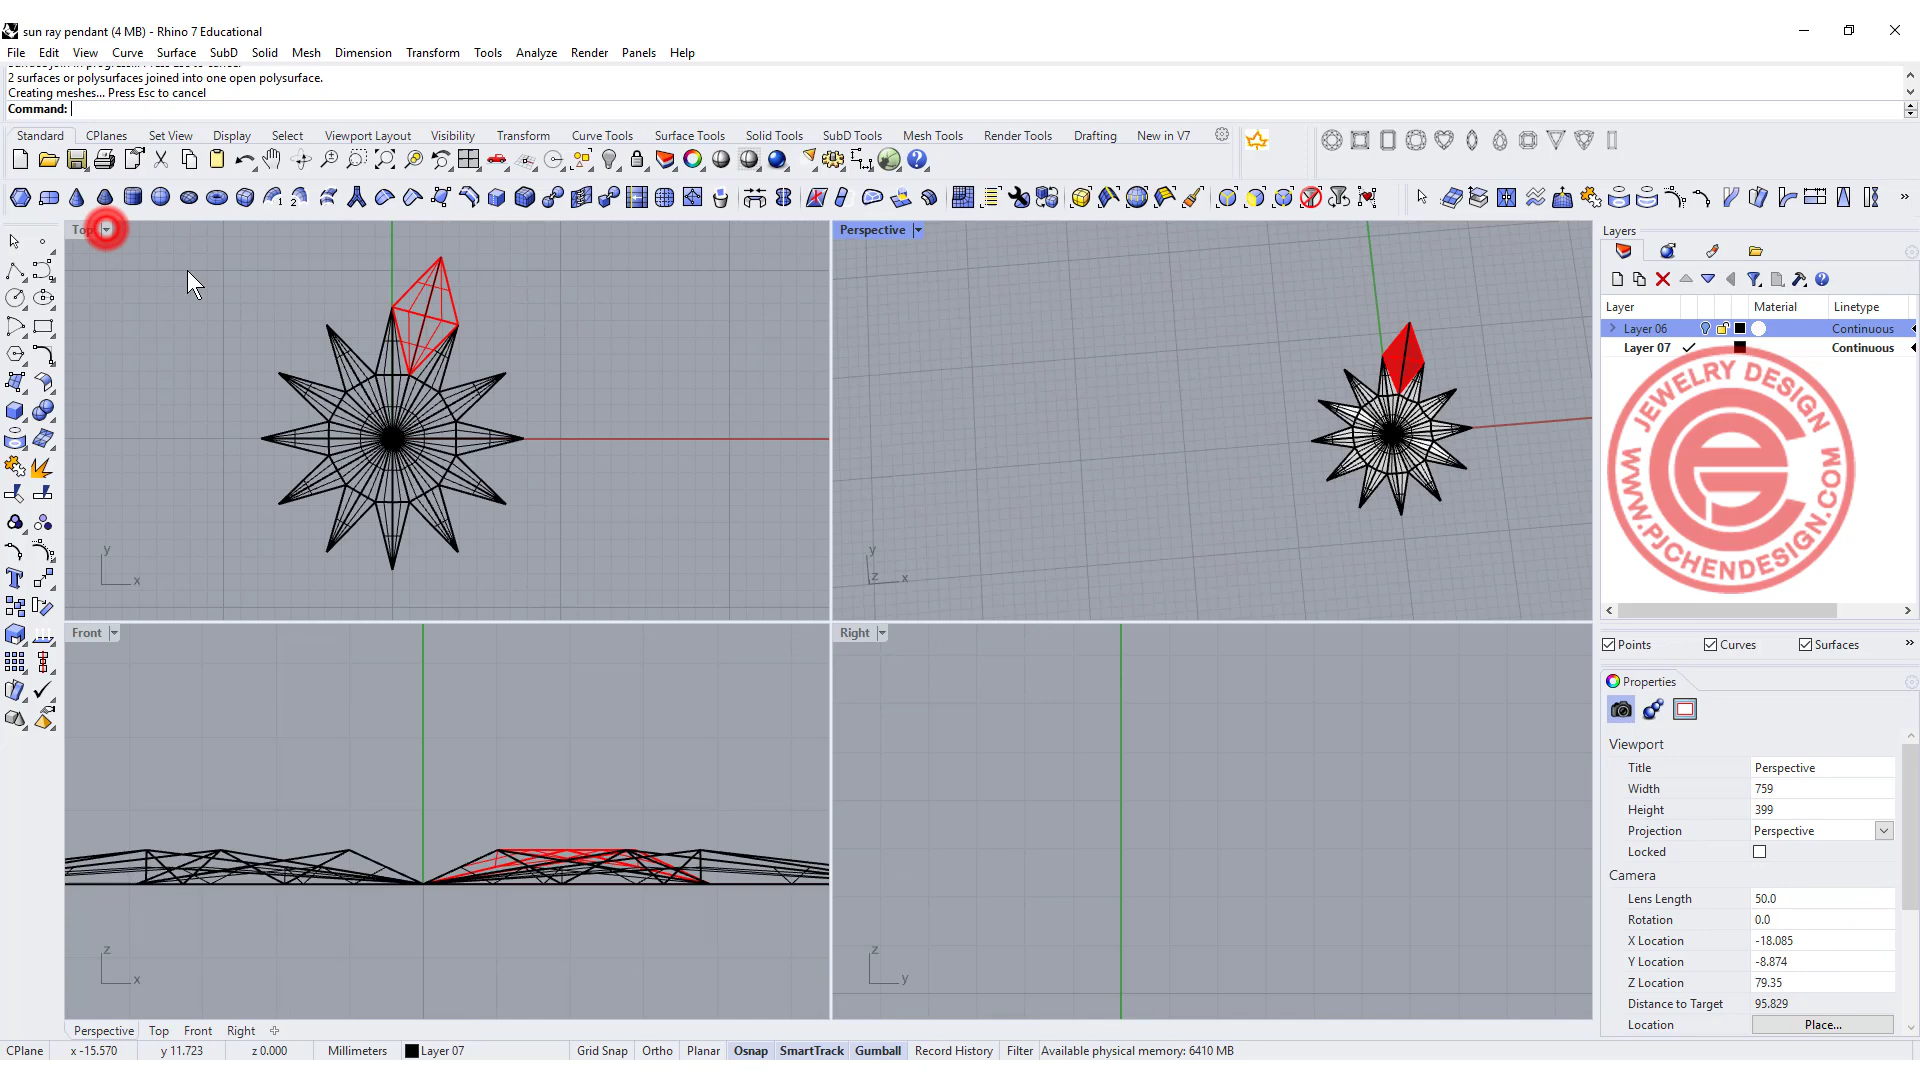 sun ray pendant (4 MB) - Rhino 7 Educational
File Edit View Curve Surface SubD Solid Mesh Dimension Transform Tools Analyze Render Panels Help
2 surfaces or polysurfaces joined into one open polysurface.
Creating meshes... Press Esc to cancel
Command:
Standard CPlanes Set View Display Select Viewport Layout Visibility Transform Curve Tools Surface Tools Solid Tools SubD Tools Mesh Tools Render Tools Drafting New in V7
Top
Perspective
Layers
Layer Material Linetype
Layer 06 Continuous
Layer 07 Continuous
JEWELRY DESIGN
WWW.PJCHENDESIGN.COM
y
x
y
z x
Front
Right
Points Curves Surfaces
Properties
Viewport
Title Perspective
Width 759
Height 399
Projection Perspective
Locked
Camera
Lens Length 50.0
Rotation 0.0
X Location -18.085
Y Location -8.874
Z Location 79.35
Distance to Target 95.829
Location Place...
z
x
z
y
Perspective Top Front Right
CPlane x -15.570 y 11.723 z 0.000 Millimeters Layer 07 Grid Snap Ortho Planar Osnap SmartTrack Gumball Record History Filter Available physical memory: 6410 MB